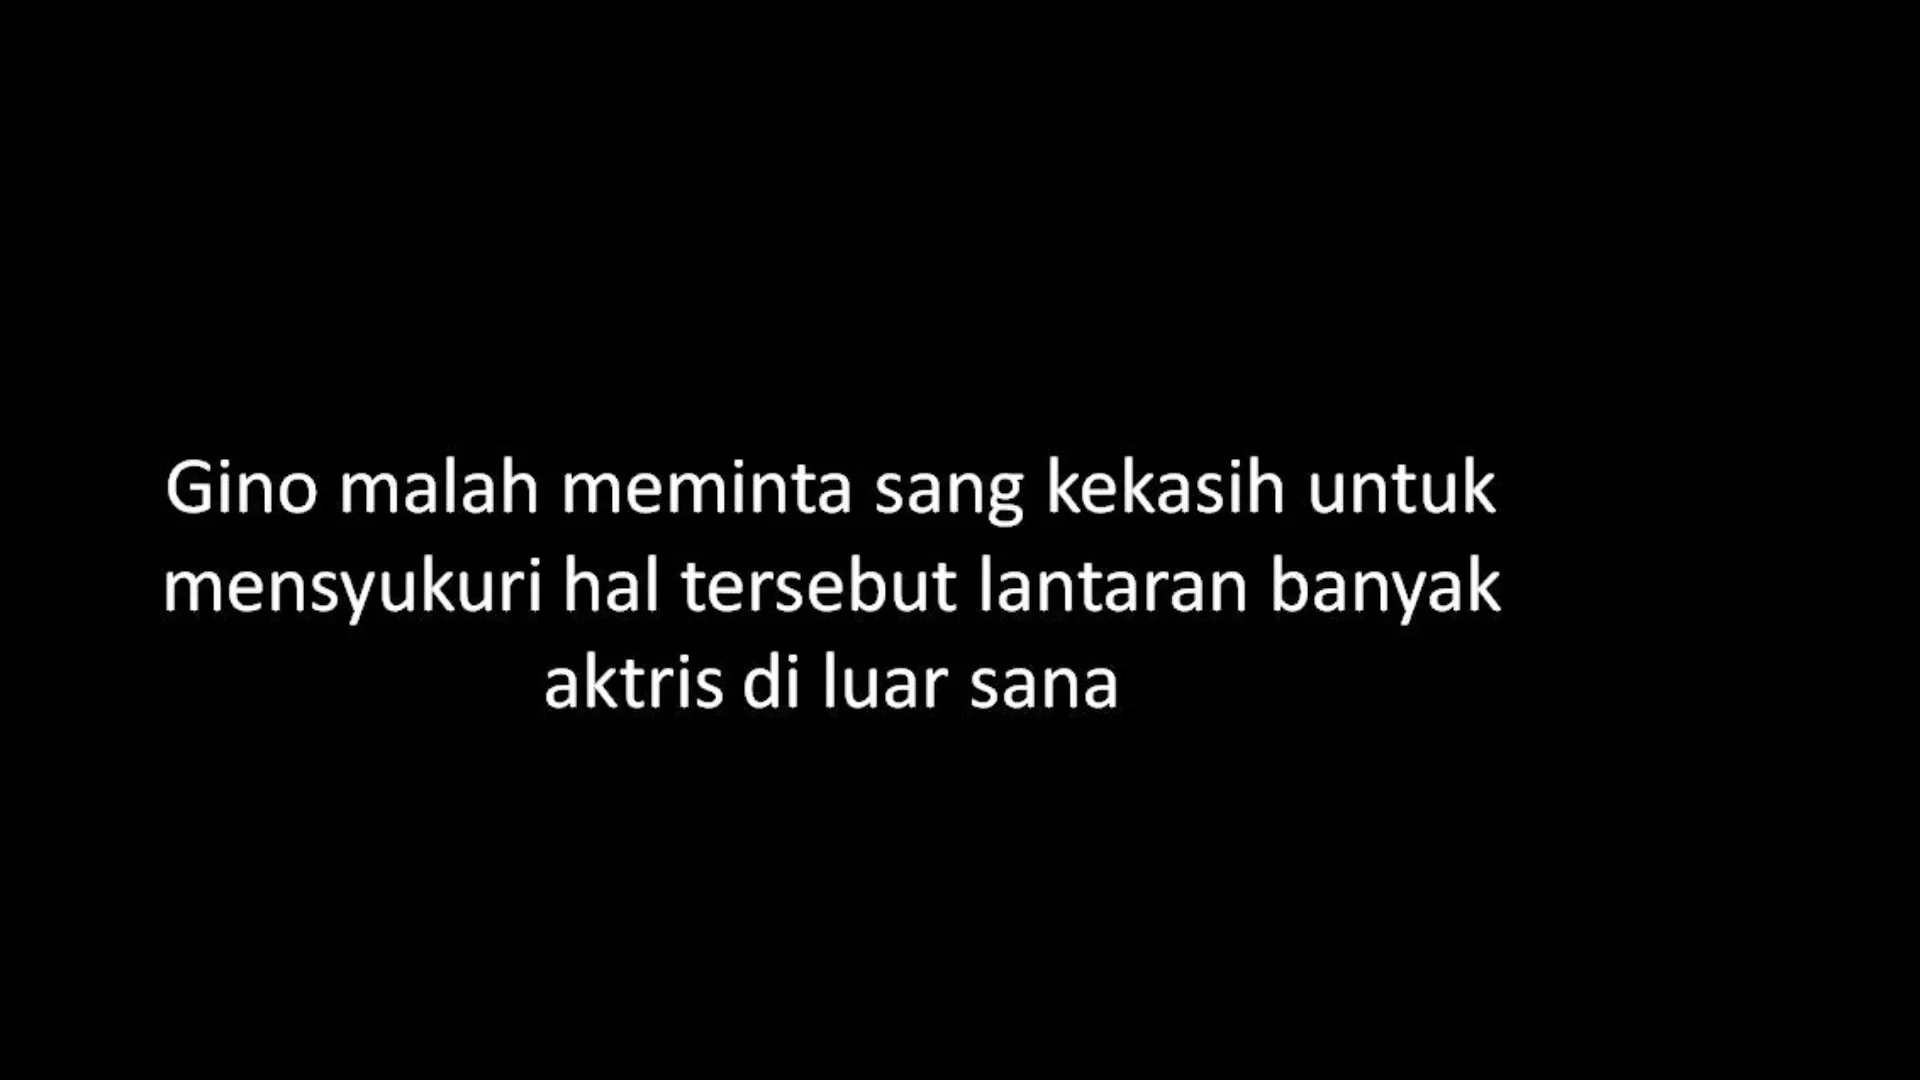 Gino malah meminta sang kekasih untuk
mensyukuri hal tersebut lantaran banyak
aktris di luar sana